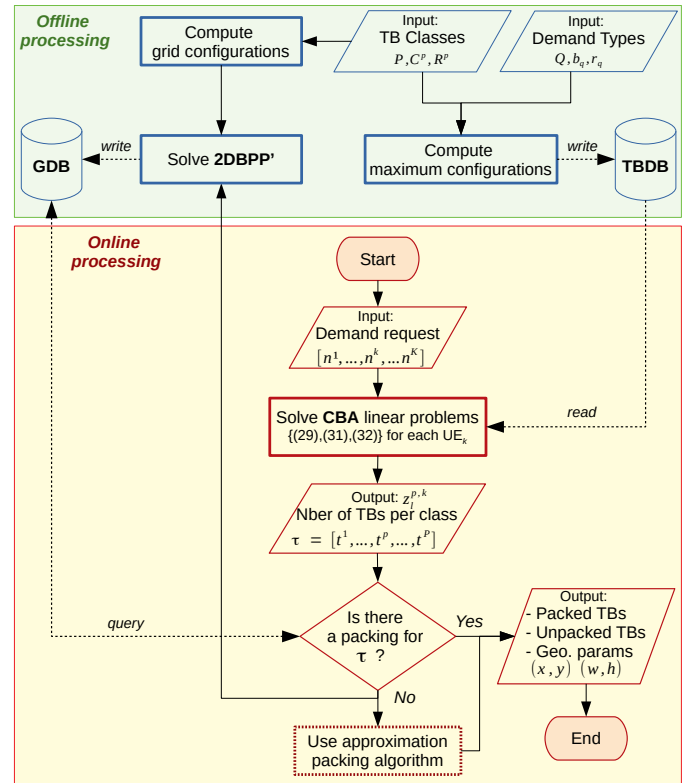 Offline
processing
Compute
grid configurations
Input:
TB Classes
P, C^p, R^p
Input:
Demand Types
Q, b_q, r_q
GDB
write
Solve 2DBPP'
Compute
maximum configurations
write
TBDB
Online
processing
Start
Input:
Demand request
[n¹, ..., n^k, ... n^K]
Solve CBA linear problems
{(29),(31),(32)} for each UE_k
read
Output: z_l^{p,k}
Nber of TBs per class
τ = [t¹, ..., t^p, ..., t^P]
query
Is there
a packing for
τ ?
Yes
No
Output:
- Packed TBs
- Unpacked TBs
- Geo. params
(x, y) (w, h)
Use approximation
packing algorithm
End